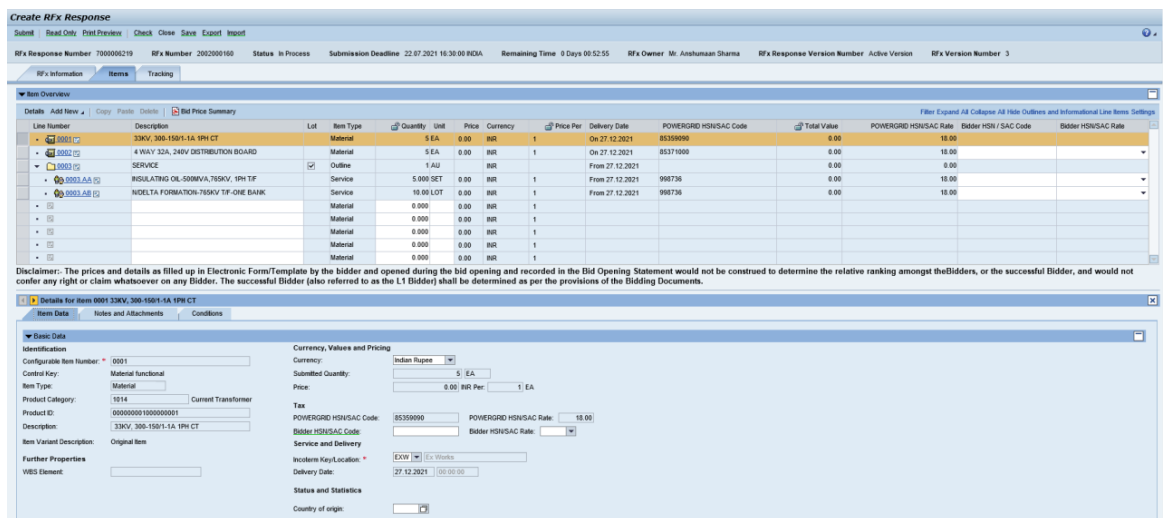 Create RFx Response
Submit | Read Only Print Preview | Check Close Save Export Import
RFx Response Number 7000006219 RFx Number 2002000160 Status In Process Submission Deadline 22.07.2021 16:30:00 INDIA Remaining Time 0 Days 00:52:55 RFx Owner Mr. Anshumaan Sharma RFx Response Version Number Active Version RFx Version Number 3
RFx Information Items Tracking
Item Overview
Details Add New Copy Paste Delete Bid Price Summary Filter Expand All Collapse All Hide Outlines and Informational Line Items Settings
Line Number Description Lot Item Type Quantity Unit Price Currency Price Per Delivery Date POWERGRID HSN/SAC Code Total Value POWERGRID HSN/SAC Rate Bidder HSN / SAC Code Bidder HSN/SAC Rate
0001 33KV, 300-150/1-1A 1PH CT Material 5 EA 0.00 INR 1 On 27.12.2021 85359090 0.00 18.00
0002 4 WAY 32A, 240V DISTRIBUTION BOARD Material 5 EA 0.00 INR 1 On 27.12.2021 85371000 0.00 18.00
0003 SERVICE Outline 1 AU INR From 27.12.2021 0.00 0.00
0003.AA INSULATING OIL-500MVA,765KV, 1PH T/F Service 5.000 SET 0.00 INR 1 From 27.12.2021 998736 0.00 18.00
0003.AB N/DELTA FORMATION-765KV T/F-ONE BANK Service 10.00 LOT 0.00 INR 1 From 27.12.2021 998736 0.00 18.00
Material 0.000 0.00 INR 1
Material 0.000 0.00 INR 1
Material 0.000 0.00 INR 1
Material 0.000 0.00 INR 1
Material 0.000 0.00 INR 1
Disclaimer:- The prices and details as filled up in Electronic Form/Template by the bidder and opened during the bid opening and recorded in the Bid Opening Statement would not be construed to determine the relative ranking amongst theBidders, or the successful Bidder, and would not
confer any right or claim whatsoever on any Bidder. The successful Bidder (also referred to as the L1 Bidder) shall be determined as per the provisions of the Bidding Documents.
Details for item 0001 33KV, 300-150/1-1A 1PH CT
Item Data Notes and Attachments Conditions
Basic Data
Identification
Configurable Item Number: * 0001
Control Key: Material functional
Item Type: Material
Product Category: 1014 Current Transformer
Product ID: 000000001000000001
Description: 33KV, 300-150/1-1A 1PH CT
Item Variant Description: Original Item
Further Properties
WBS Element:
Currency, Values and Pricing
Currency: Indian Rupee
Submitted Quantity: 5 EA
Price: 0.00 INR Per: 1 EA
Tax
POWERGRID HSN/SAC Code: 85359090 POWERGRID HSN/SAC Rate: 18.00
Bidder HSN/SAC Code: Bidder HSN/SAC Rate:
Service and Delivery
Incoterm Key/Location: * EXW Ex Works
Delivery Date: 27.12.2021 00:00:00
Status and Statistics
Country of origin: